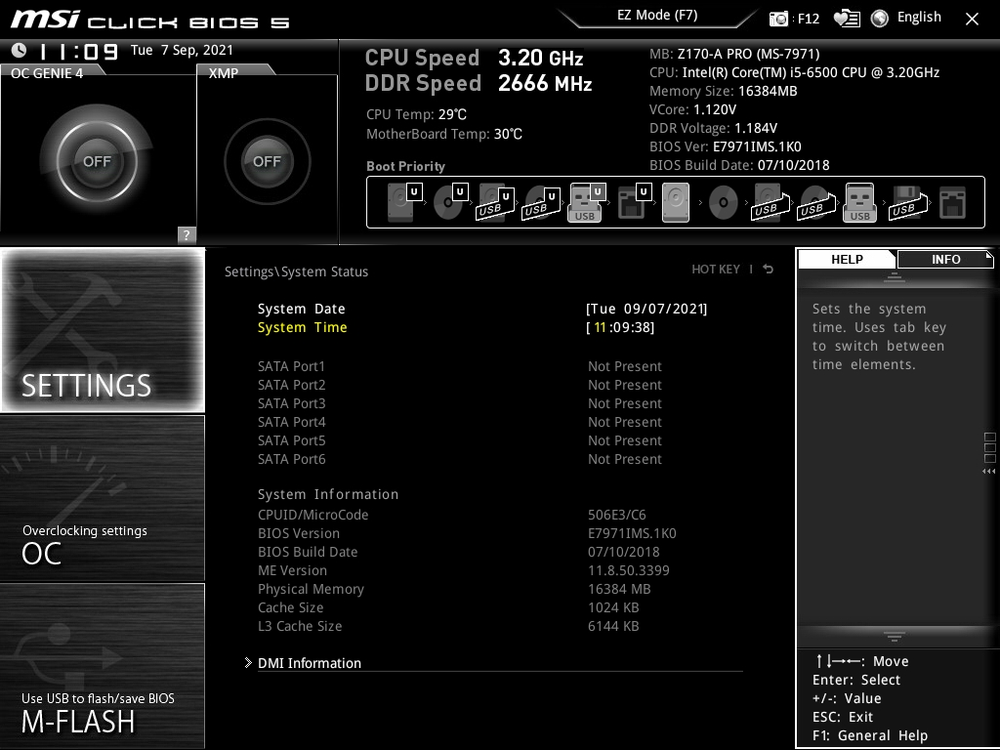 msi CLICK BIOS 5
EZ Mode (F7)
: F12
English
11:09 Tue 7 Sep, 2021
OC GENIE 4
XMP
OFF
OFF
?
CPU Speed 3.20 GHz
DDR Speed 2666 MHz
CPU Temp: 29℃
MotherBoard Temp: 30℃
MB: Z170-A PRO (MS-7971)
CPU: Intel(R) Core(TM) i5-6500 CPU @ 3.20GHz
Memory Size: 16384MB
VCore: 1.120V
DDR Voltage: 1.184V
BIOS Ver: E7971IMS.1K0
BIOS Build Date: 07/10/2018
Boot Priority
U U U USB U USB U USB U USB USB USB USB
SETTINGS
Overclocking settings
OC
Use USB to flash/save BIOS
M-FLASH
Settings\System Status
HOT KEY
System Date [Tue 09/07/2021]
System Time [ 11:09:38]
SATA Port1 Not Present
SATA Port2 Not Present
SATA Port3 Not Present
SATA Port4 Not Present
SATA Port5 Not Present
SATA Port6 Not Present
System Information
CPUID/MicroCode 506E3/C6
BIOS Version E7971IMS.1K0
BIOS Build Date 07/10/2018
ME Version 11.8.50.3399
Physical Memory 16384 MB
Cache Size 1024 KB
L3 Cache Size 6144 KB
DMI Information
HELP
INFO
Sets the system
time. Uses tab key
to switch between
time elements.
↑↓→←: Move
Enter: Select
+/-: Value
ESC: Exit
F1: General Help